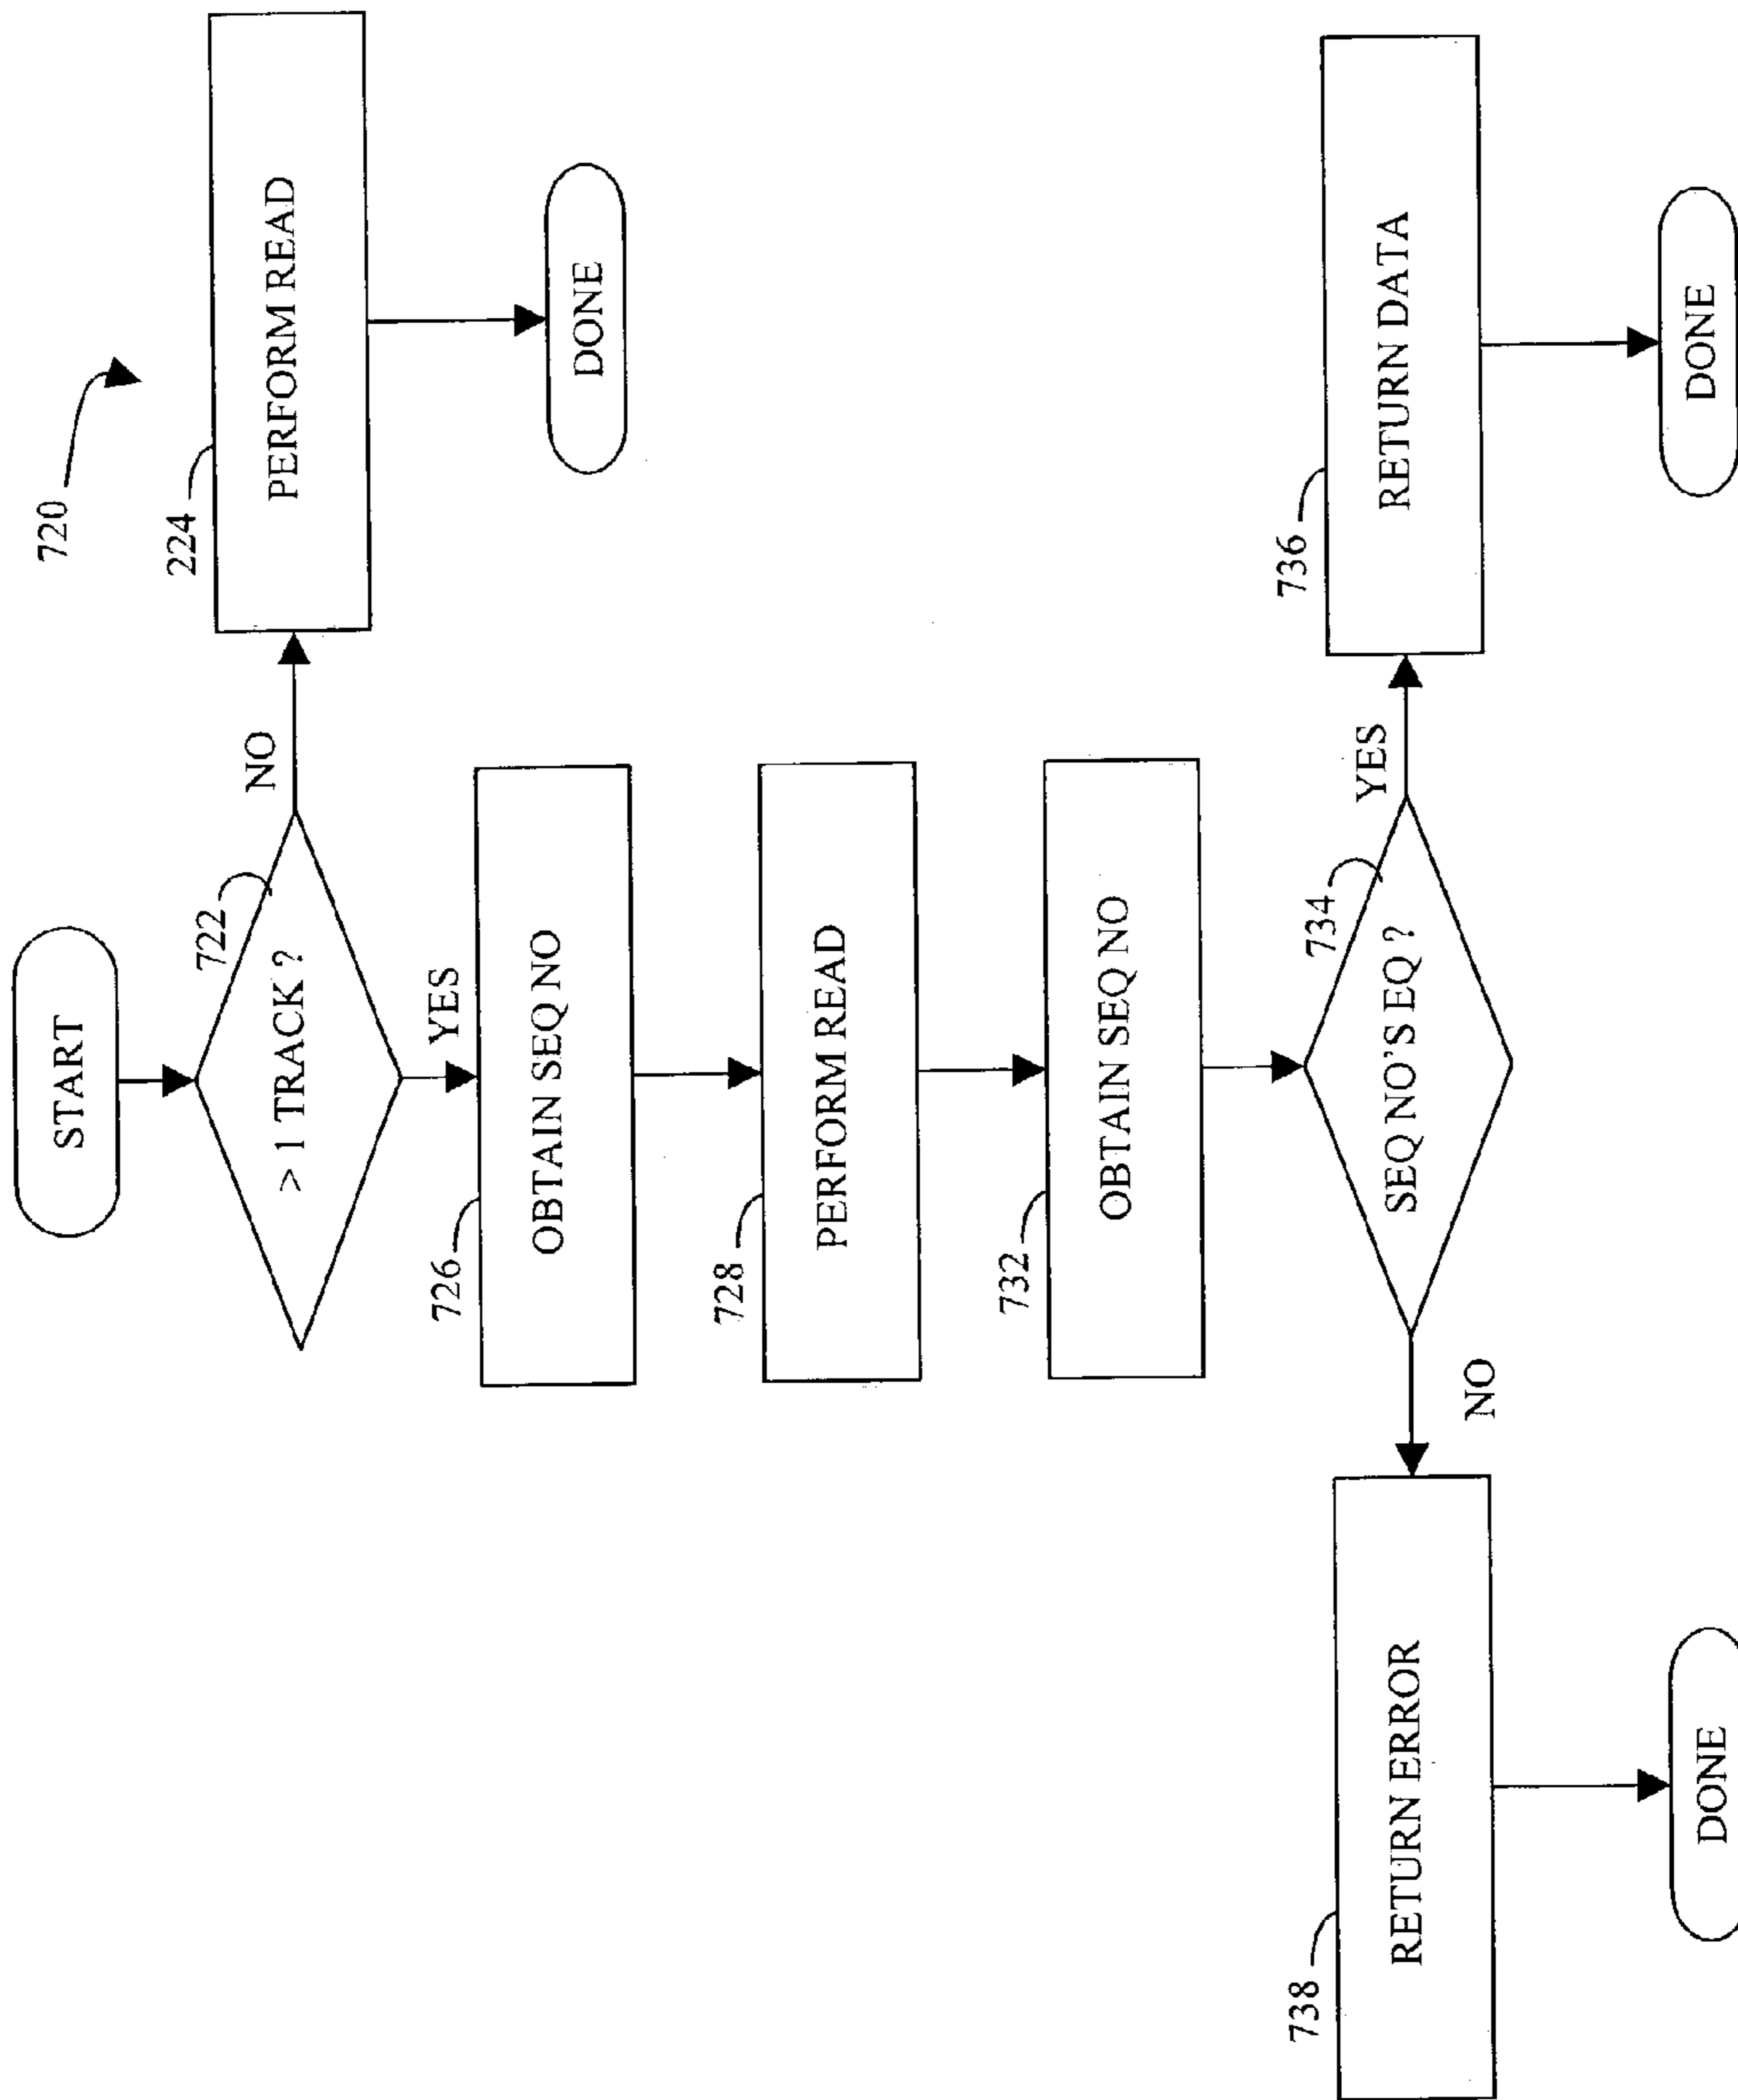 START
720
722
> 1 TRACK ?
NO
224
PERFORM READ
DONE
YES
726
OBTAIN SEQ NO
728
PERFORM READ
732
OBTAIN SEQ NO
734
SEQ NO'S EQ ?
YES
736
RETURN DATA
DONE
NO
738
RETURN ERROR
DONE